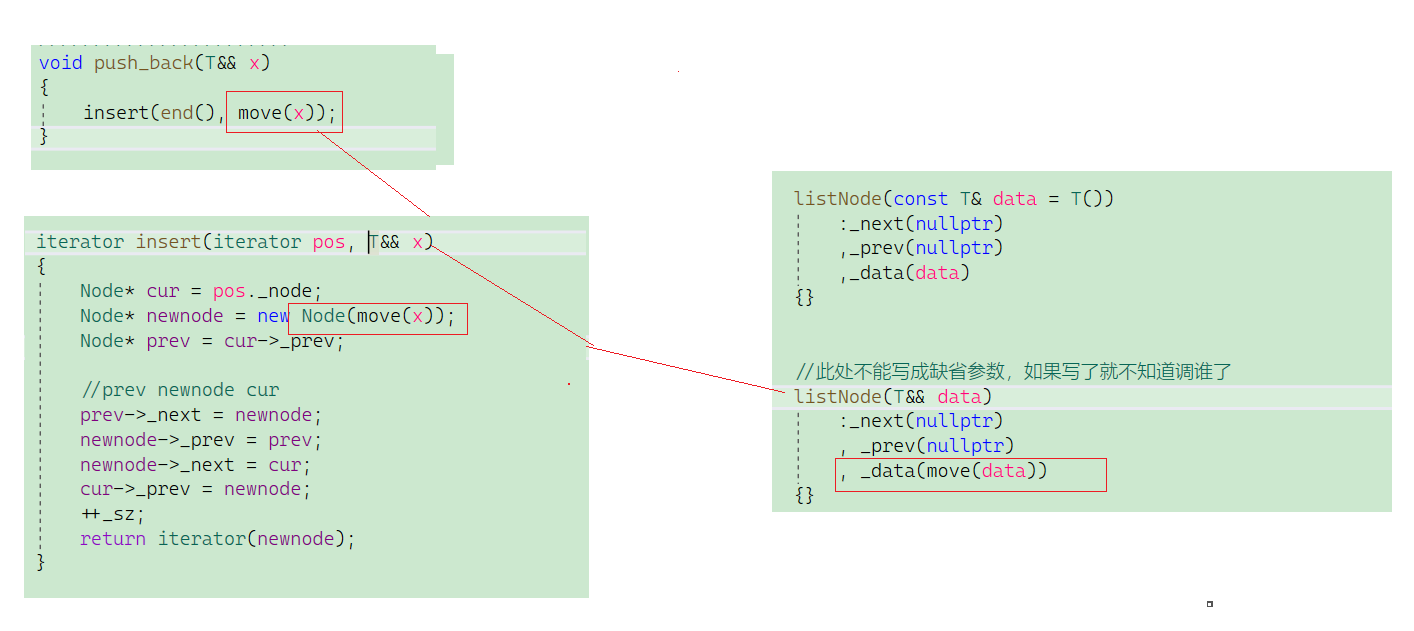 void push_back(T&& x)
{
    insert(end(), move(x));
}
iterator insert(iterator pos, T&& x)
{
    Node* cur = pos._node;
    Node* newnode = new Node(move(x));
    Node* prev = cur->_prev;
    //prev newnode cur
    prev->_next = newnode;
    newnode->_prev = prev;
    newnode->_next = cur;
    cur->_prev = newnode;
    ++_sz;
    return iterator(newnode);
}
listNode(const T& data = T())
    :_next(nullptr)
    ,_prev(nullptr)
    ,_data(data)
{}
//此处不能写成缺省参数，如果写了就不知道调谁了
listNode(T&& data)
    :_next(nullptr)
    , _prev(nullptr)
    , _data(move(data))
{}